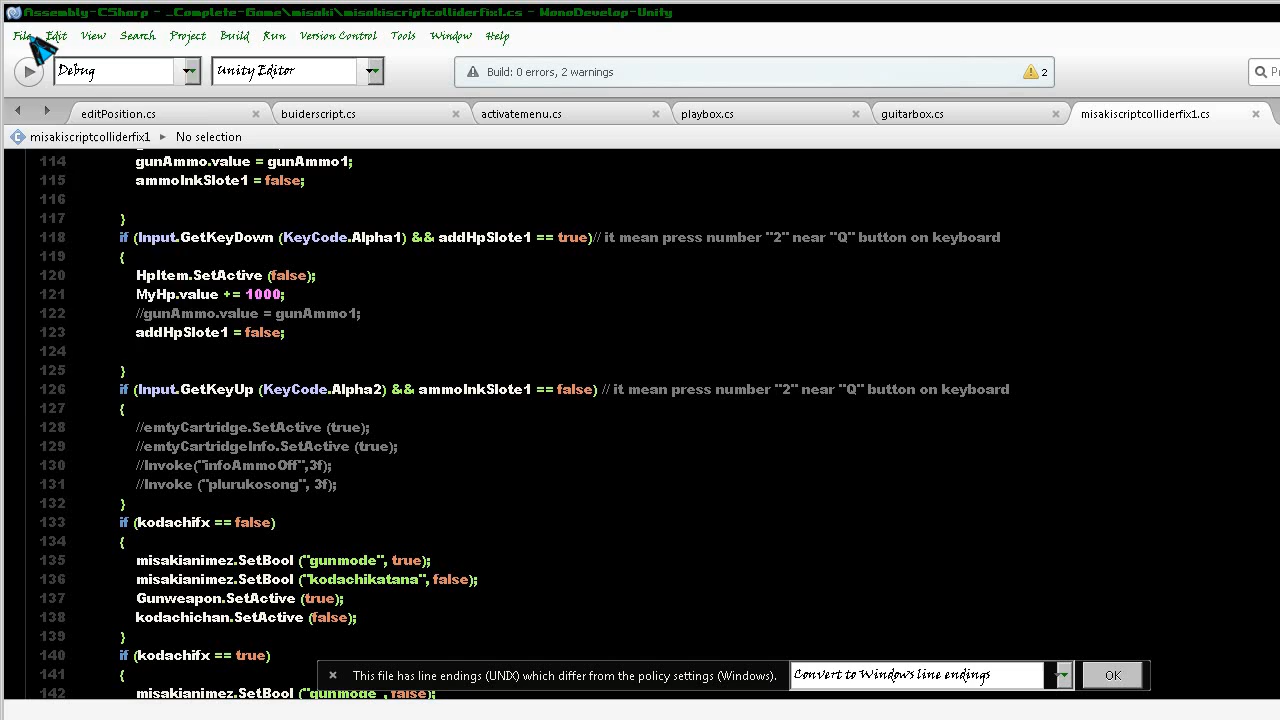 Assembly-CSharp - _Complete-Game\misaki\misakiscriptcolliderfix1.cs - MonoDevelop-Unity
File Edit View Search Project Build Run Version Control Tools Window Help
Debug Unity Editor Build: 0 errors, 2 warnings 2
editPosition.cs buiderscript.cs activatemenu.cs playbox.cs guitarbox.cs misakiscriptcolliderfix1.cs
misakiscriptcolliderfix1 No selection
114 gunAmmo.value = gunAmmo1;
115 ammoInkSlote1 = false;
116
117 }
118 if (Input.GetKeyDown (KeyCode.Alpha1) && addHpSlote1 == true)// it mean press number "2" near "Q" button on keyboard
119 {
120 HpItem.SetActive (false);
121 MyHp.value += 1000;
122 //gunAmmo.value = gunAmmo1;
123 addHpSlote1 = false;
124
125 }
126 if (Input.GetKeyUp (KeyCode.Alpha2) && ammoInkSlote1 == false) // it mean press number "2" near "Q" button on keyboard
127 {
128 //emtyCartridge.SetActive (true);
129 //emtyCartridgeInfo.SetActive (true);
130 //Invoke("infoAmmoOff",3f);
131 //Invoke ("plurukosong", 3f);
132 }
133 if (kodachifx == false)
134 {
135 misakianimez.SetBool ("gunmode", true);
136 misakianimez.SetBool ("kodachikatana", false);
137 Gunweapon.SetActive (true);
138 kodachichan.SetActive (false);
139 }
140 if (kodachifx == true)
141 {
142 misakianimez.SetBool ("gunmode", false);
This file has line endings (UNIX) which differ from the policy settings (Windows). Convert to Windows line endings OK